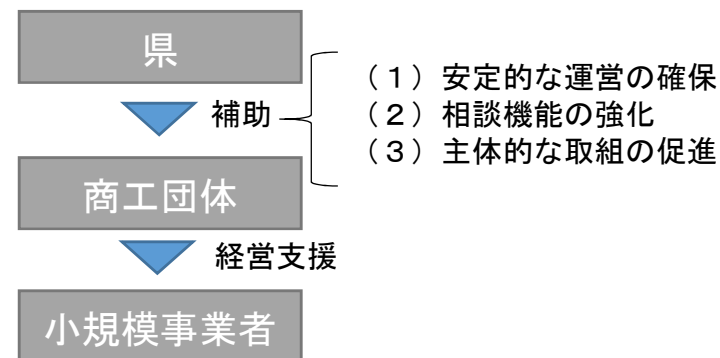 県
補助
（１）安定的な運営の確保
（２）相談機能の強化
（３）主体的な取組の促進
商工団体
経営支援
小規模事業者